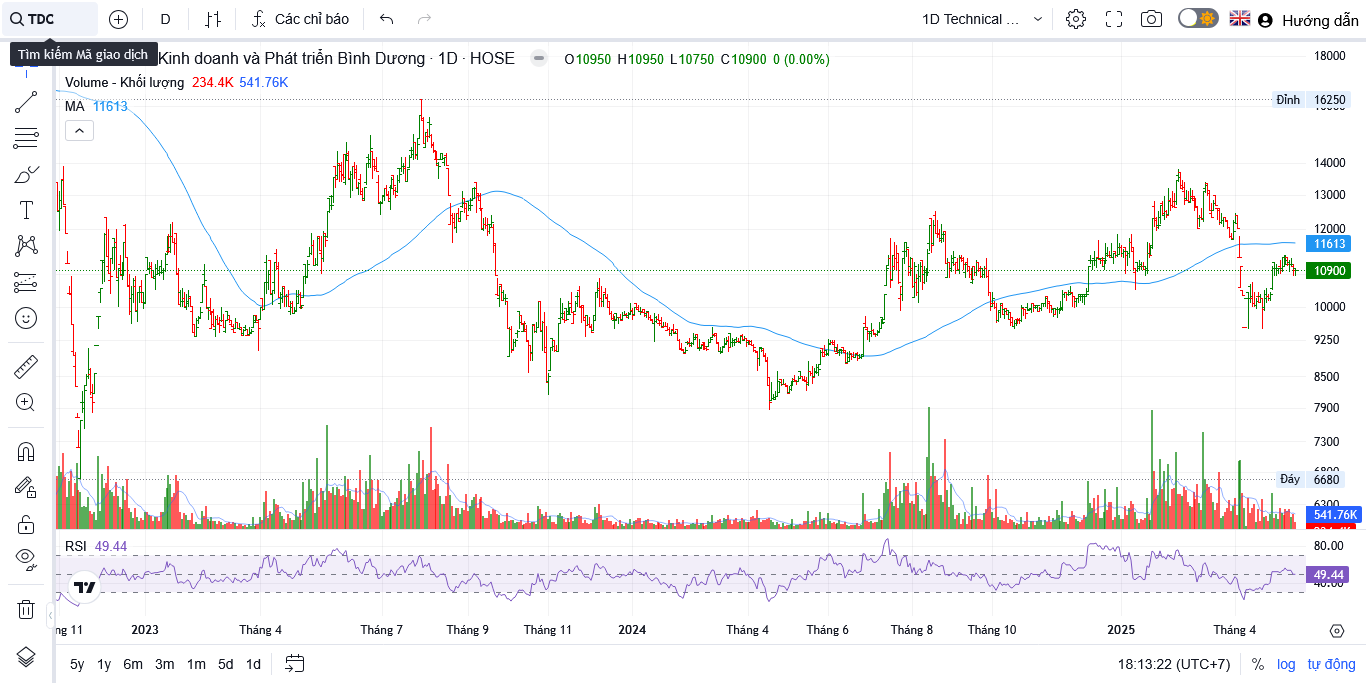 TDC
D
Các chỉ báo
1D Technical ...
Hướng dẫn
Tìm kiếm Mã giao dịch
Kinh doanh và Phát triển Bình Dương · 1D · HOSE
O10950 H10950 L10750 C10900 0 (0.00%)
Volume - Khối lượng 234.4K 541.76K
MA 11613
18000
Đỉnh 16250
14000
13000
12000
11613
10900
10000
9250
8500
7900
7300
Đáy 6680
541.76K
RSI 49.44
80.00
49.44
40.00
ng 11 2023 Tháng 4 Tháng 7 Tháng 9 Tháng 11 2024 Tháng 4 Tháng 6 Tháng 8 Tháng 10 2025 Tháng 4
5y 1y 6m 3m 1m 5d 1d
18:13:22 (UTC+7) % log tự động